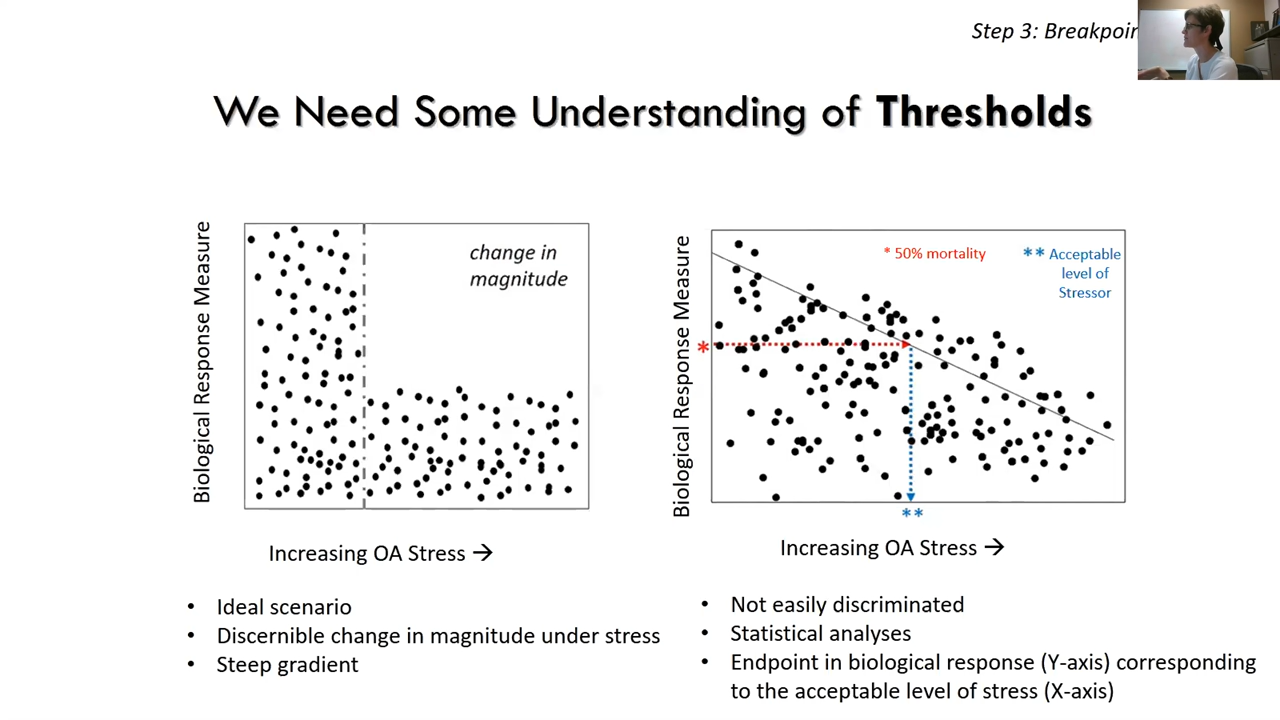 Step 3: Breakpoin
We Need Some Understanding of Thresholds
Biological Response Measure
change in
magnitude
Increasing OA Stress →
• Ideal scenario
• Discernible change in magnitude under stress
• Steep gradient
Biological Response Measure
* 50% mortality
** Acceptable
level of
Stressor
*
**
Increasing OA Stress →
• Not easily discriminated
• Statistical analyses
• Endpoint in biological response (Y-axis) corresponding
to the acceptable level of stress (X-axis)